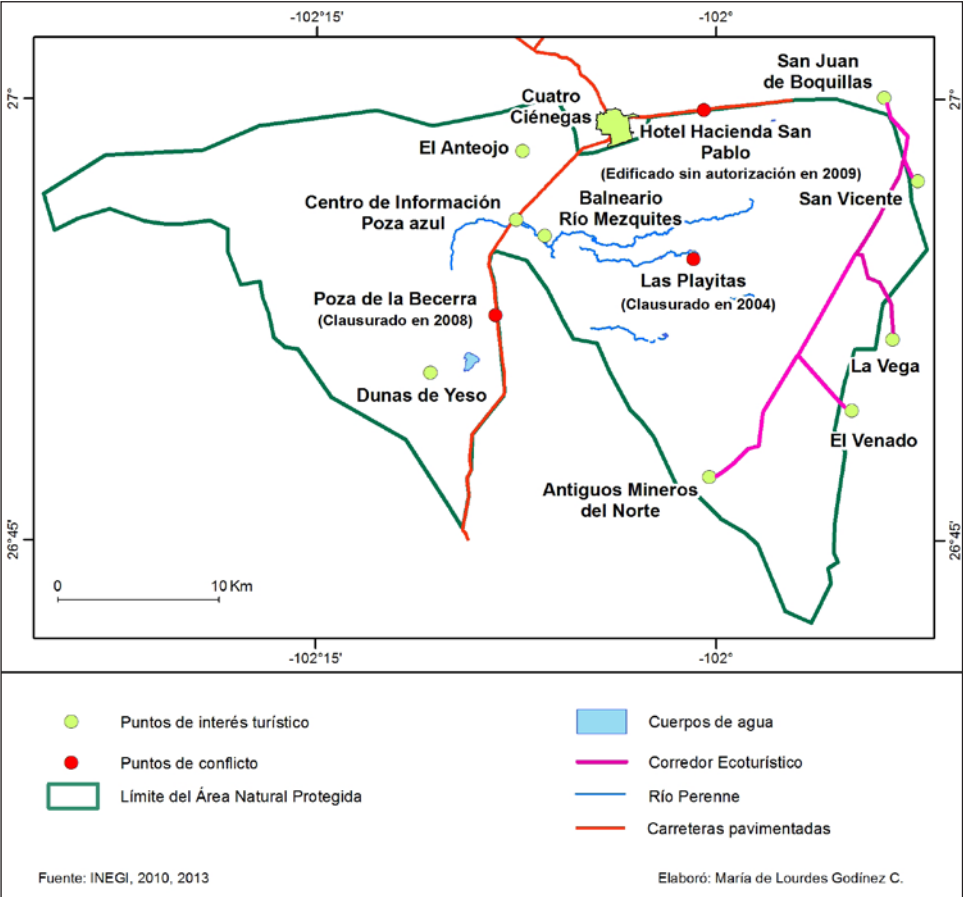 -102°15'
-102°
27°
27°
San Juan
de Boquillas
Cuatro
Ciénegas
Hotel Hacienda San
Pablo
(Edificado sin autorización en 2009)
El Anteojo
San Vicente
Centro de Información
Poza azul
Balneario
Río Mezquites
Las Playitas
(Clausurado en 2004)
Poza de la Becerra
(Clausurado en 2008)
La Vega
Dunas de Yeso
El Venado
Antiguos Mineros
del Norte
26°45'
26°45'
0 10 Km
-102°15'
-102°
Puntos de interés turístico
Puntos de conflicto
Límite del Área Natural Protegida
Cuerpos de agua
Corredor Ecoturístico
Río Perenne
Carreteras pavimentadas
Fuente: INEGI, 2010, 2013
Elaboró: María de Lourdes Godínez C.